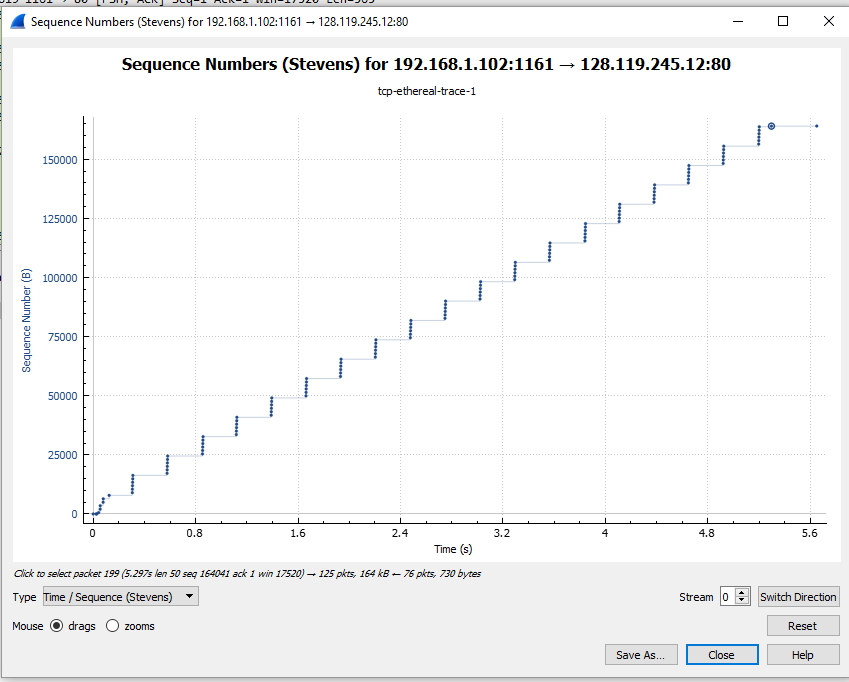 Sequence Numbers (Stevens) for 192.168.1.102:1161 → 128.119.245.12:80
Sequence Numbers (Stevens) for 192.168.1.102:1161 → 128.119.245.12:80
tcp-ethereal-trace-1
Sequence Number (B)
150000
125000
100000
75000
50000
25000
0
0 0.8 1.6 2.4 3.2 4 4.8 5.6
Time (s)
Click to select packet 199 (5.297s len 50 seq 164041 ack 1 win 17520) → 125 pkts, 164 kB ← 76 pkts, 730 bytes
Type Time / Sequence (Stevens) Stream 0 Switch Direction
Mouse drags zooms Reset
Save As... Close Help